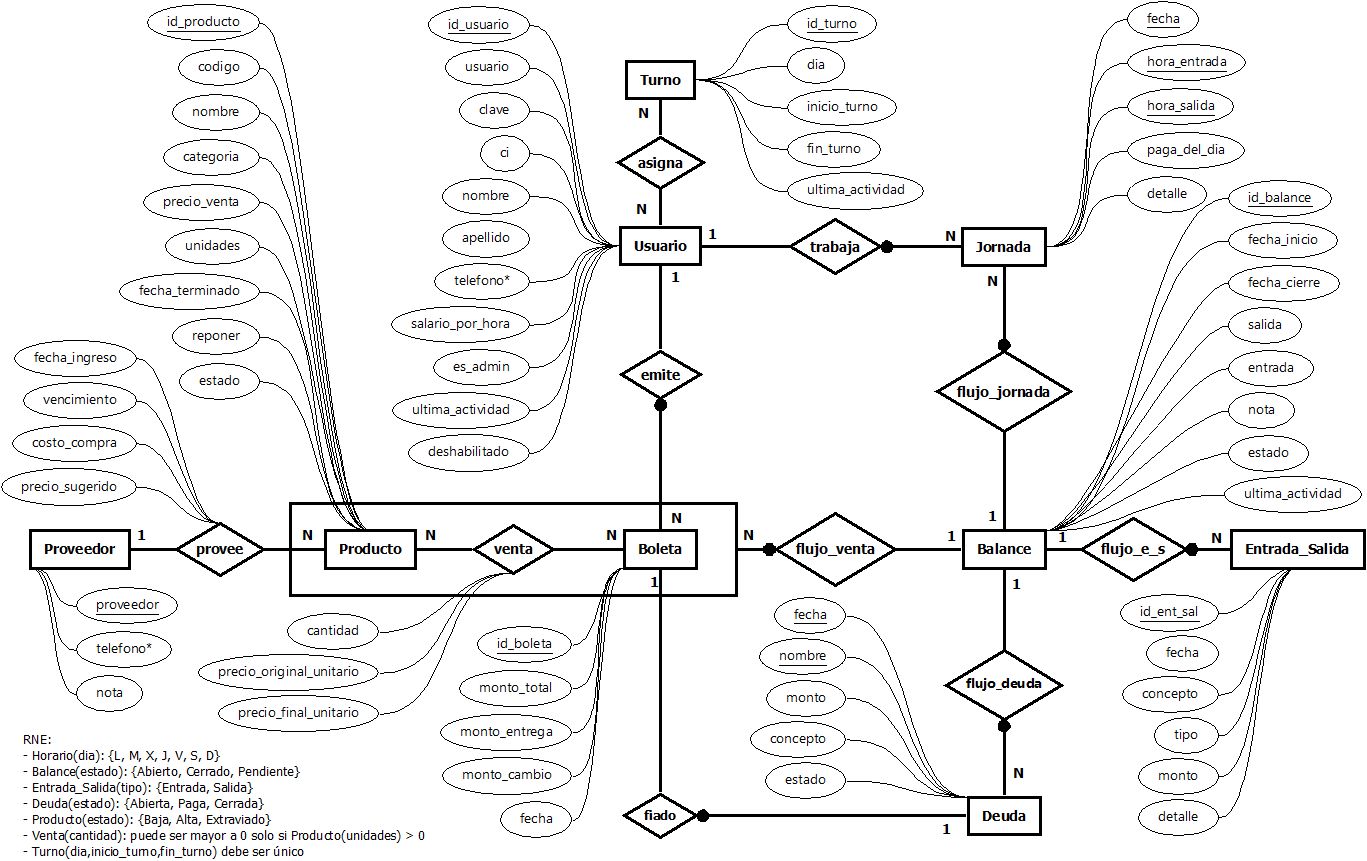 id_producto
codigo
nombre
categoria
precio_venta
unidades
fecha_terminado
reponer
estado
id_usuario
usuario
clave
ci
nombre
apellido
telefono*
salario_por_hora
es_admin
ultima_actividad
deshabilitado
Turno
N
asigna
N
id_turno
dia
inicio_turno
fin_turno
ultima_actividad
fecha
hora_entrada
hora_salida
paga_del_dia
detalle
Usuario
1
trabaja
N
Jornada
1
N
emite
flujo_jornada
N
1
id_balance
fecha_inicio
fecha_cierre
salida
entrada
nota
estado
ultima_actividad
fecha_ingreso
vencimiento
costo_compra
precio_sugerido
Proveedor
1
provee
N
Producto
N
venta
N
Boleta
N
flujo_venta
1
Balance
1
flujo_e_s
N
Entrada_Salida
proveedor
telefono*
nota
cantidad
precio_original_unitario
precio_final_unitario
1
id_boleta
monto_total
monto_entrega
monto_cambio
fecha
fecha
nombre
monto
concepto
estado
1
flujo_deuda
N
id_ent_sal
fecha
concepto
tipo
monto
detalle
fiado
1
Deuda
RNE:
- Horario(dia): {L, M, X, J, V, S, D}
- Balance(estado): {Abierto, Cerrado, Pendiente}
- Entrada_Salida(tipo): {Entrada, Salida}
- Deuda(estado): {Abierta, Paga, Cerrada}
- Producto(estado): {Baja, Alta, Extraviado}
- Venta(cantidad): puede ser mayor a 0 solo si Producto(unidades) > 0
- Turno(dia,inicio_turno,fin_turno) debe ser único